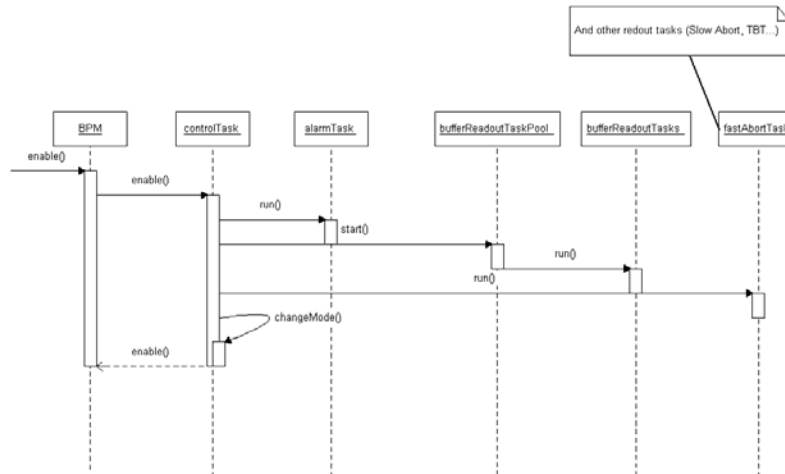 And other redout tasks (Slow Abort, TBT...)
BPM
controlTask
alarmTask
bufferReadoutTaskPool
bufferReadoutTasks
fastAbortTask
enable()
enable()
run()
start()
run()
run()
changeMode()
enable()